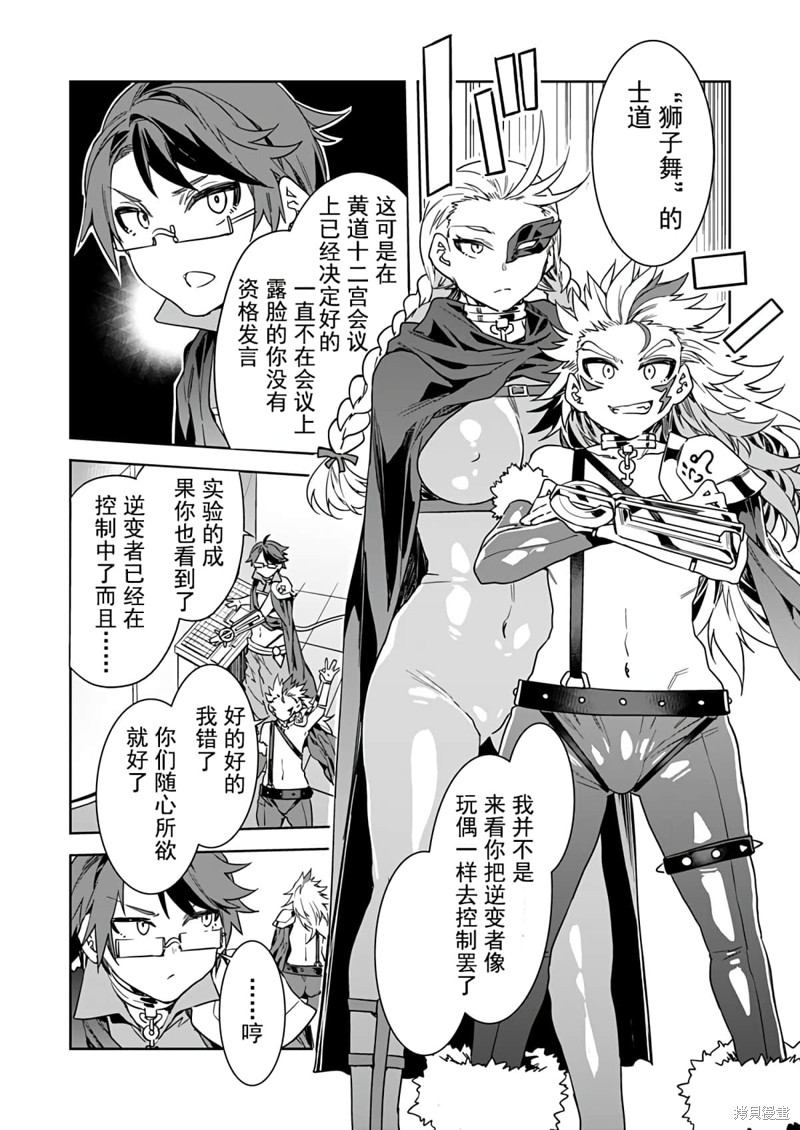 “狮子舞”的
士道
这可是在
黄道十二宫会议
上已经决定好的
一直不在会议上
露脸的你没有
资格发言
实验的成
果你也看到了
逆变者已经在
控制中了而且……
好的好的
我错了
你们随心所欲
就好了
我并不是
来看你把逆变者像
玩偶一样去控制罢
了
……哼
拷贝漫畫